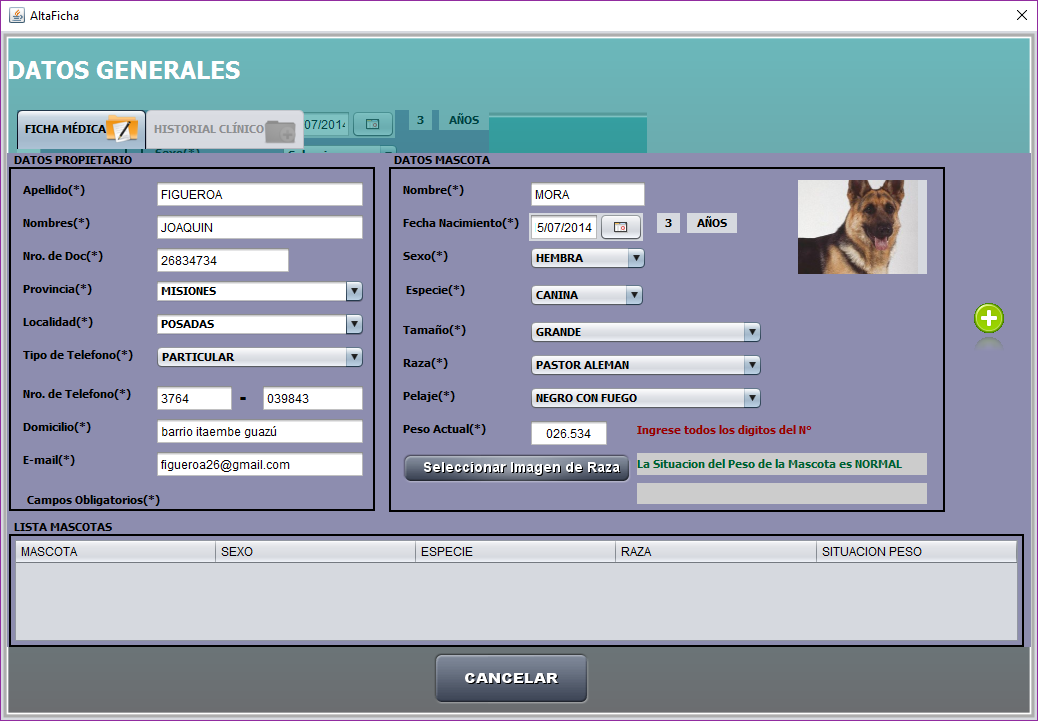 AltaFicha
DATOS GENERALES
FICHA MÉDICA
HISTORIAL CLÍNICO
07/2014
3
AÑOS
DATOS PROPIETARIO
Apellido(*)
FIGUEROA
Nombres(*)
JOAQUIN
Nro. de Doc(*)
26834734
Provincia(*)
MISIONES
Localidad(*)
POSADAS
Tipo de Telefono(*)
PARTICULAR
Nro. de Telefono(*)
3764 - 039843
Domicilio(*)
barrio itaembe guazú
E-mail(*)
figueroa26@gmail.com
Campos Obligatorios(*)
DATOS MASCOTA
Nombre(*)
MORA
Fecha Nacimiento(*)
5/07/2014
3
AÑOS
Sexo(*)
HEMBRA
Especie(*)
CANINA
Tamaño(*)
GRANDE
Raza(*)
PASTOR ALEMAN
Pelaje(*)
NEGRO CON FUEGO
Peso Actual(*)
026.534
Ingrese todos los digitos del Nº
Seleccionar Imagen de Raza
La Situacion del Peso de la Mascota es NORMAL
LISTA MASCOTAS
MASCOTA SEXO ESPECIE RAZA SITUACION PESO
CANCELAR